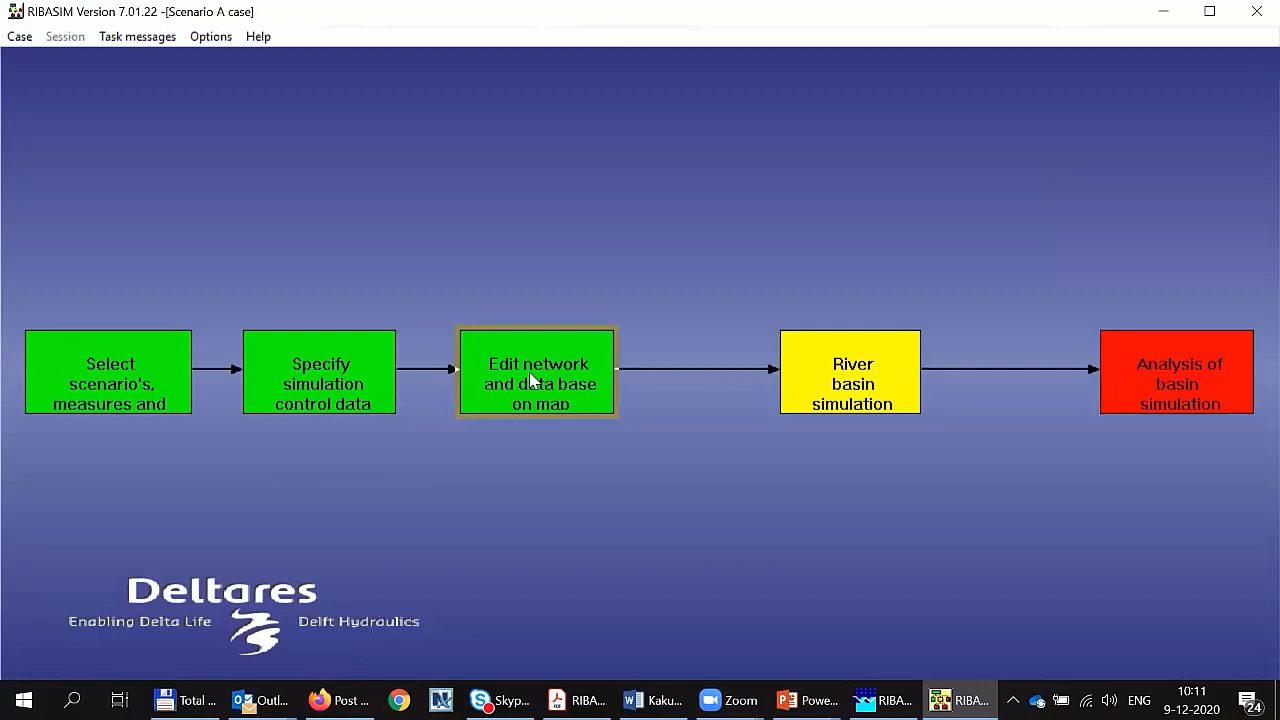 RIBASIM Version 7.01.22 -[Scenario A case]
Case Session Task messages Options Help
Select
scenario's,
measures and
Specify
simulation
control data
Edit network
and data base
on map
River
basin
simulation
Analysis of
basin
simulation
Deltares
Enabling Delta Life
Delft Hydraulics
Total ...
Outl...
Post ...
Skyp...
RIBA...
Kaku...
Zoom
Powe...
RIBA...
RIBA...
ENG
10:11
9-12-2020
24